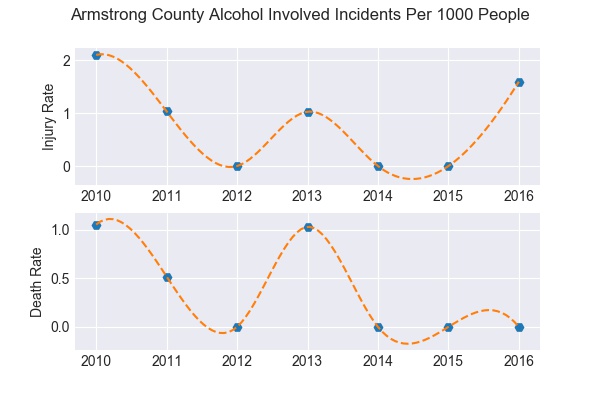 Armstrong County Alcohol Involved Incidents Per 1000 People
Injury Rate
2
1
0
2010 2011 2012 2013 2014 2015 2016
Death Rate
1.0
0.5
0.0
2010 2011 2012 2013 2014 2015 2016